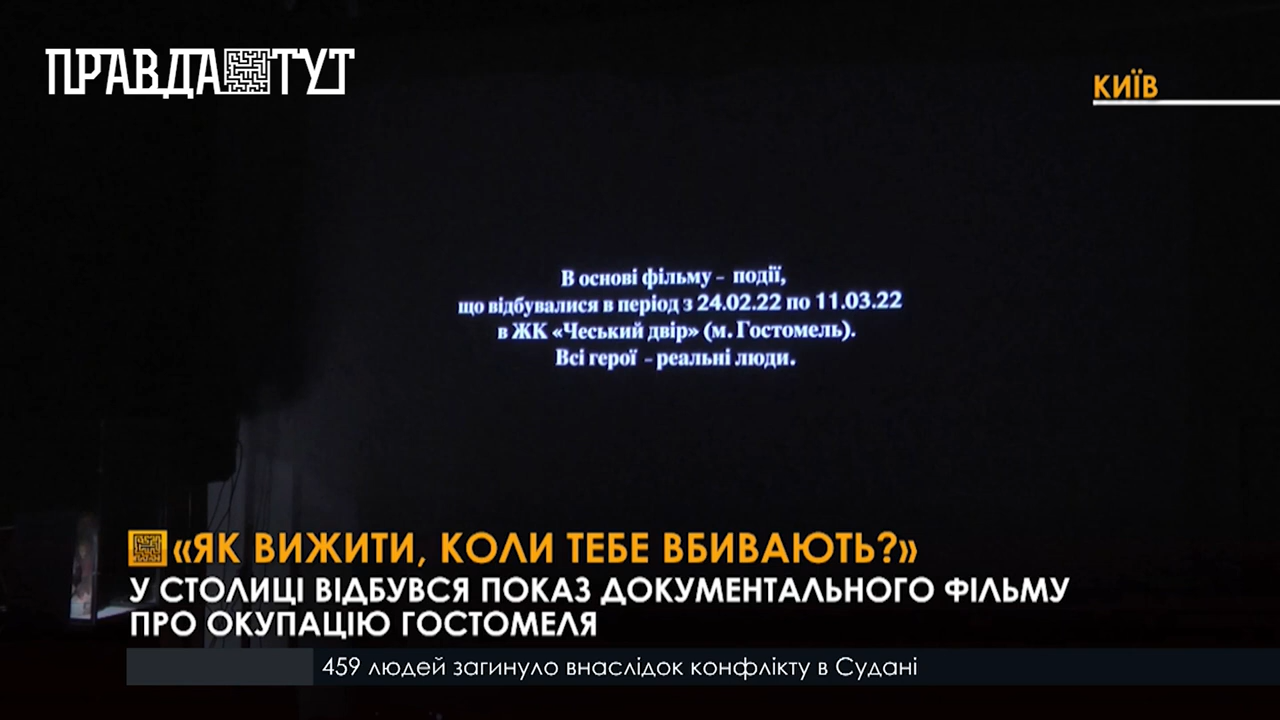 ПРАВДА ТУТ
КИЇВ
В основі фільму - події,
що відбувалися в період з 24.02.22 по 11.03.22
в ЖК «Чеський двір» (м. Гостомель).
Всі герої - реальні люди.
«ЯК ВИЖИТИ, КОЛИ ТЕБЕ ВБИВАЮТЬ?»
У СТОЛИЦІ ВІДБУВСЯ ПОКАЗ ДОКУМЕНТАЛЬНОГО ФІЛЬМУ
ПРО ОКУПАЦІЮ ГОСТОМЕЛЯ
459 людей загинуло внаслідок конфлікту в Судані